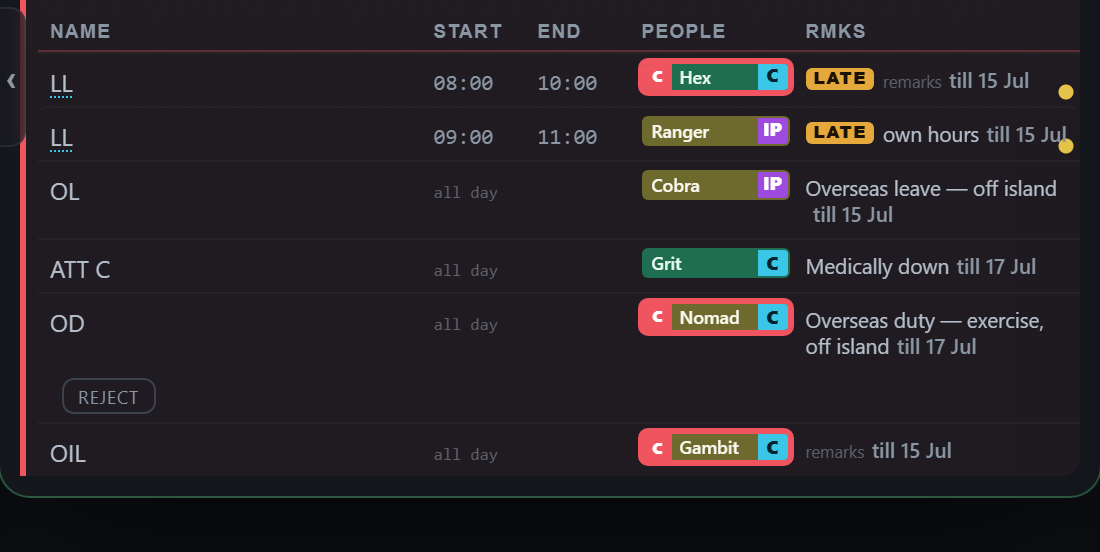 NAME START END PEOPLE RMKS
‹
LL 08:00 10:00 C Hex C LATE remarks till 15 Jul
LL 09:00 11:00 Ranger IP LATE own hours till 15 Jul
OL all day Cobra IP Overseas leave — off island
till 15 Jul
ATT C all day Grit C Medically down till 17 Jul
OD all day C Nomad C Overseas duty — exercise,
off island till 17 Jul
REJECT
OIL all day C Gambit C remarks till 15 Jul